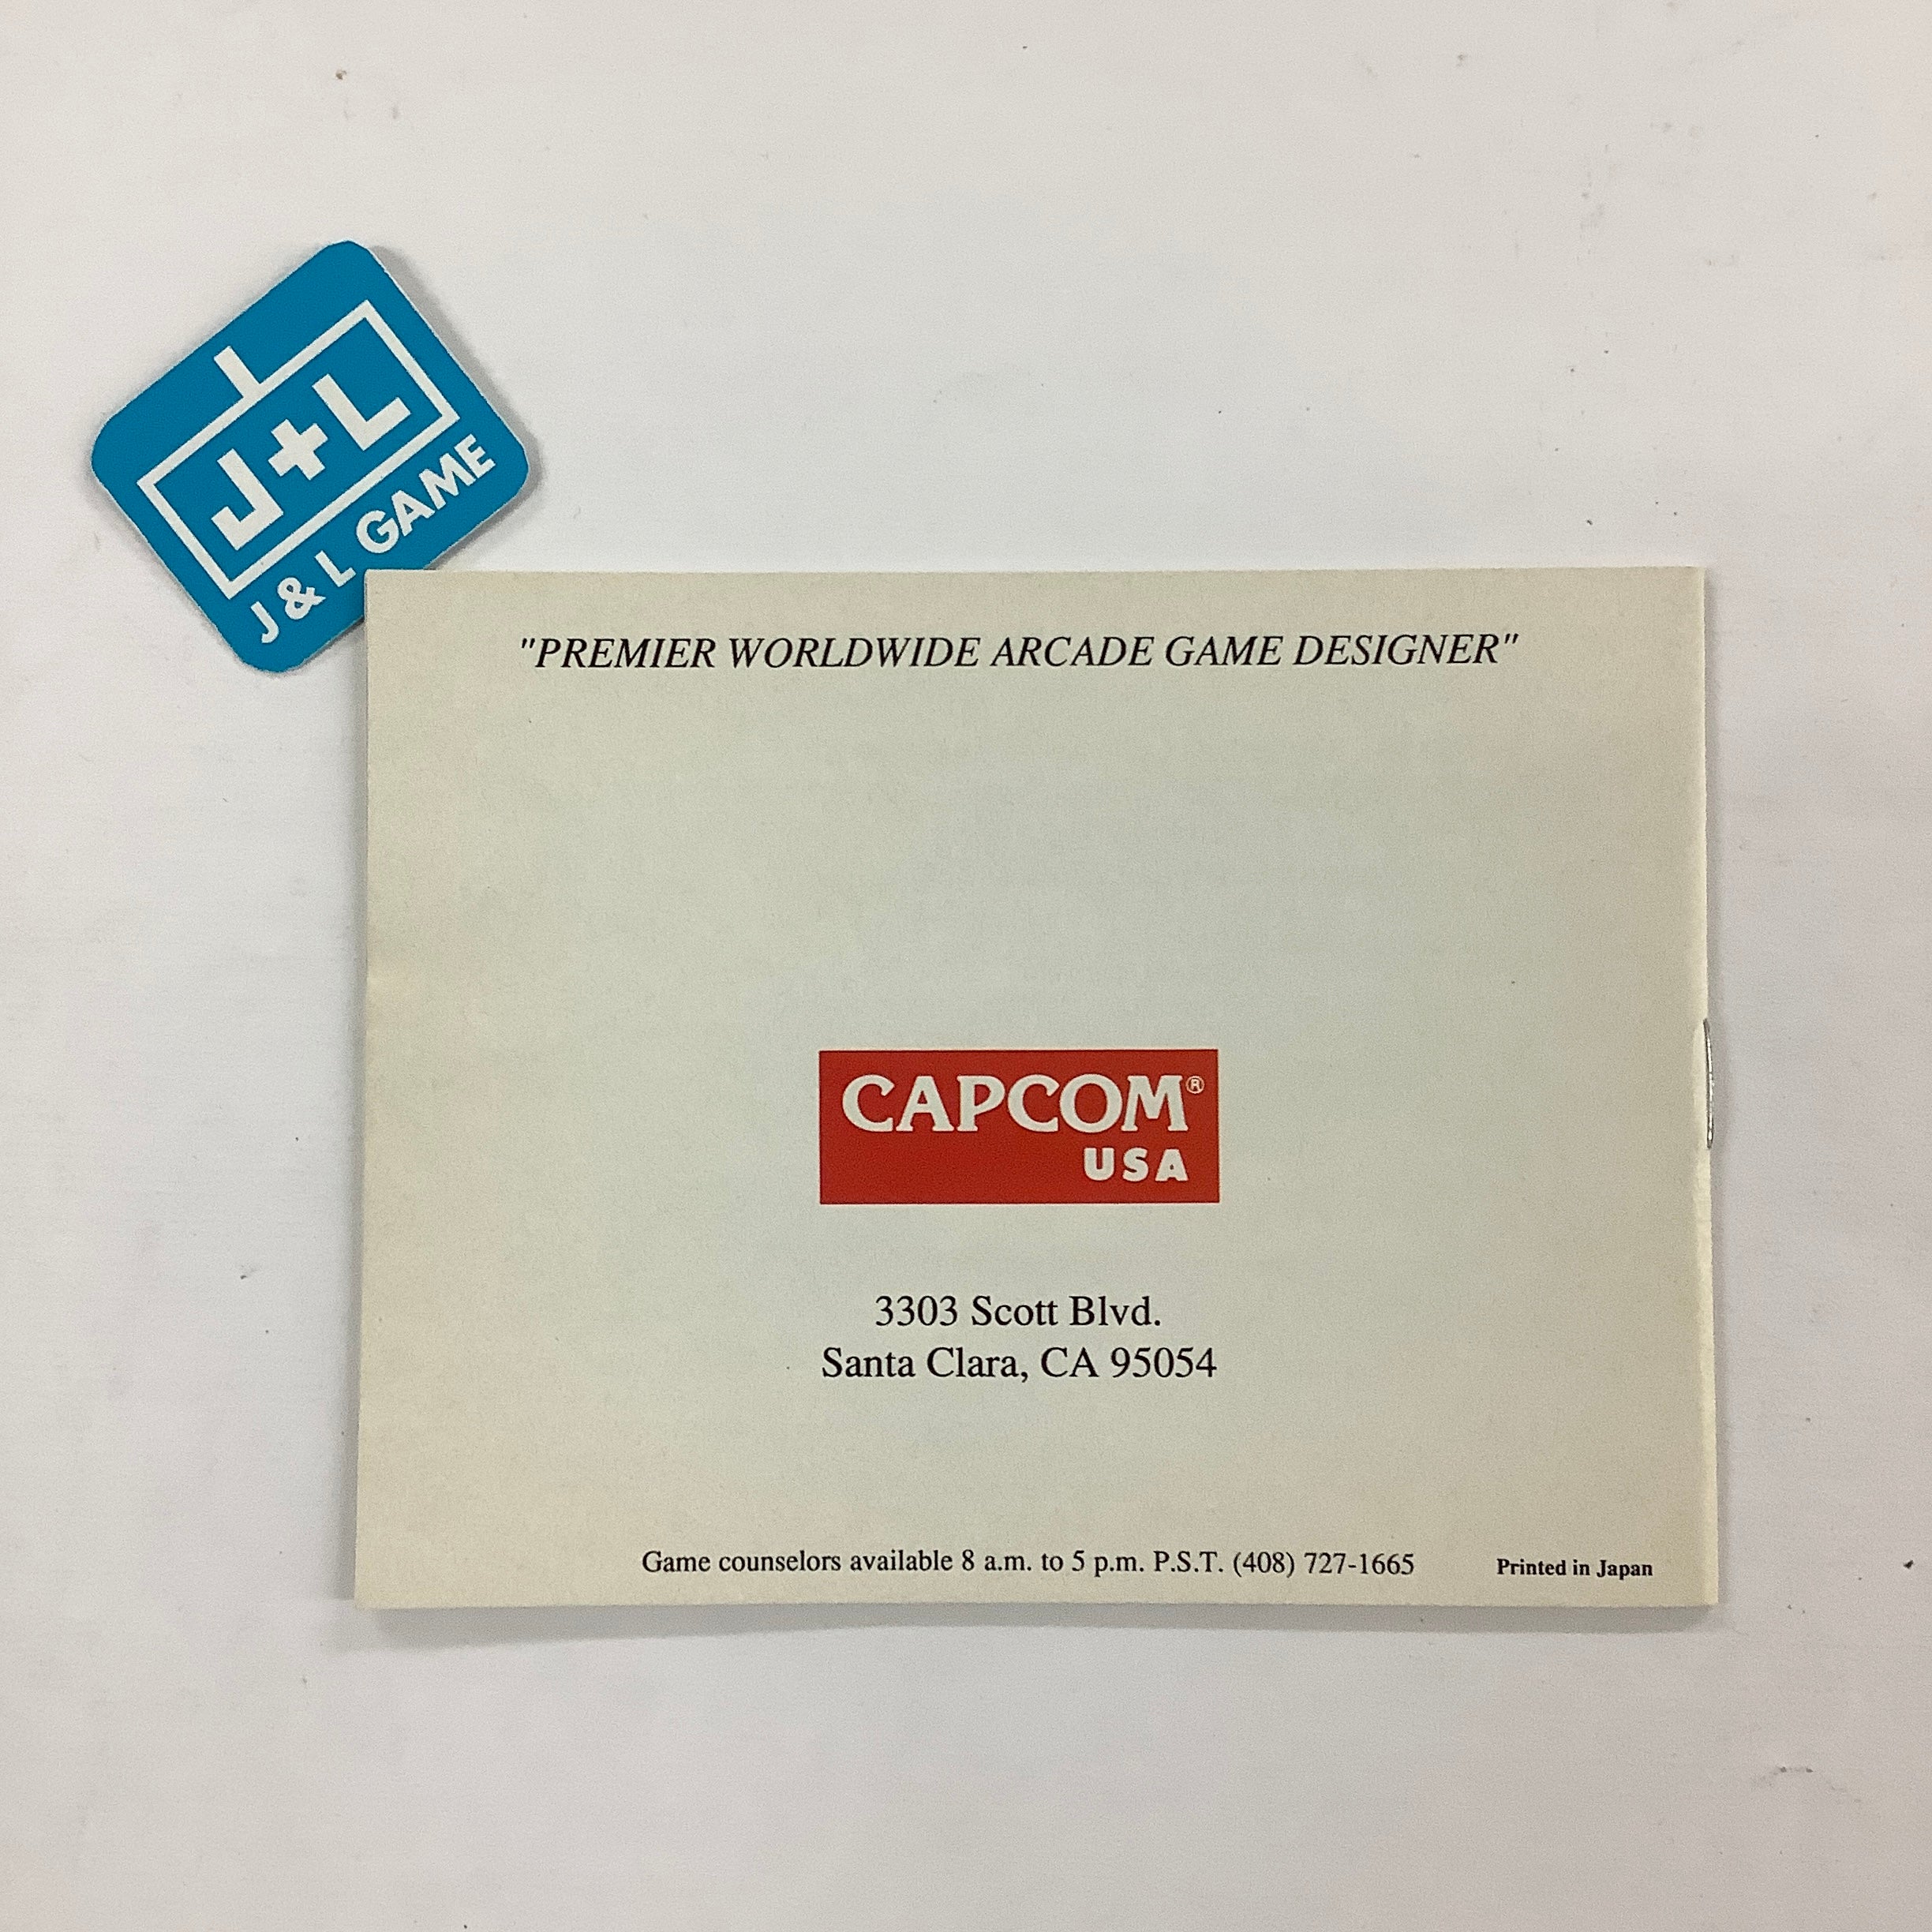 J+L
J & L GAME
"PREMIER WORLDWIDE ARCADE GAME DESIGNER"
CAPCOM®
USA
3303 Scott Blvd.
Santa Clara, CA 95054
Game counselors available 8 a.m. to 5 p.m. P.S.T. (408) 727-1665
Printed in Japan